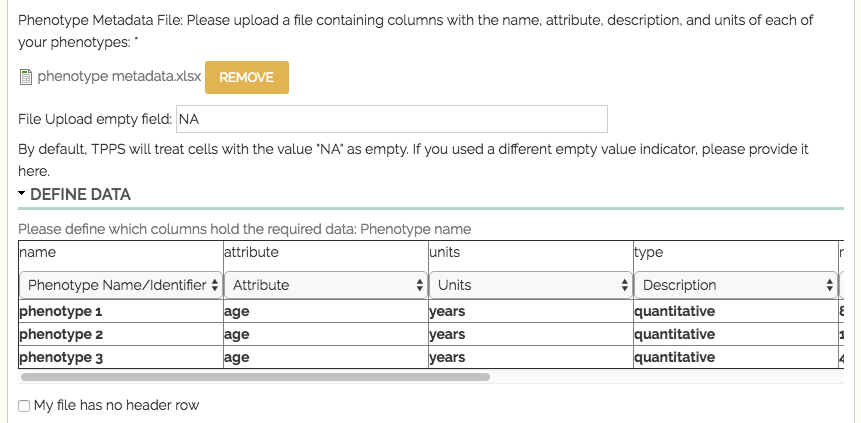 Phenotype Metadata File: Please upload a file containing columns with the name, attribute, description, and units of each of
your phenotypes: *
phenotype metadata.xlsx REMOVE
File Upload empty field: NA
By default, TPPS will treat cells with the value "NA" as empty. If you used a different empty value indicator, please provide it
here.
DEFINE DATA
Please define which columns hold the required data: Phenotype name
name attribute units type
Phenotype Name/Identifier Attribute Units Description
phenotype 1 age years quantitative
phenotype 2 age years quantitative
phenotype 3 age years quantitative
My file has no header row